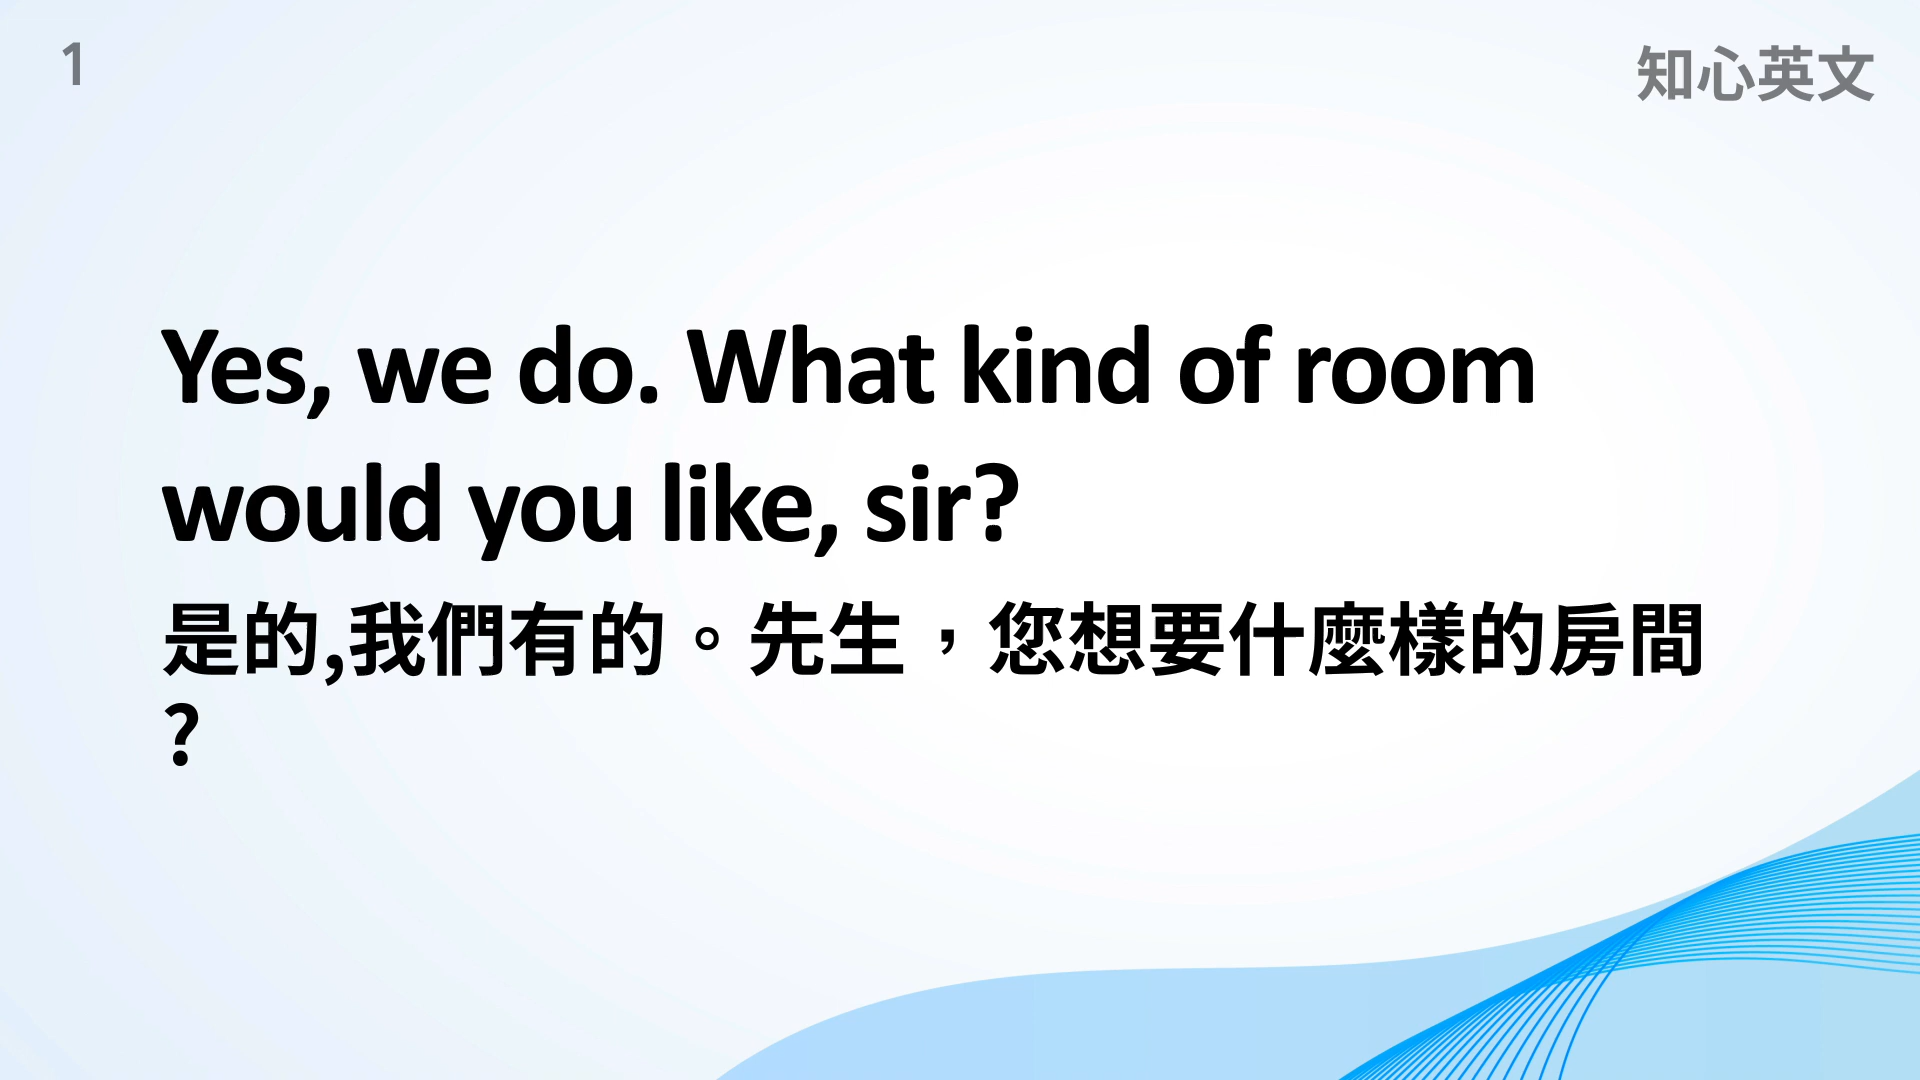 1
知心英文
Yes, we do. What kind of room
would you like, sir?
是的,我們有的。先生，您想要什麼樣的房間
?